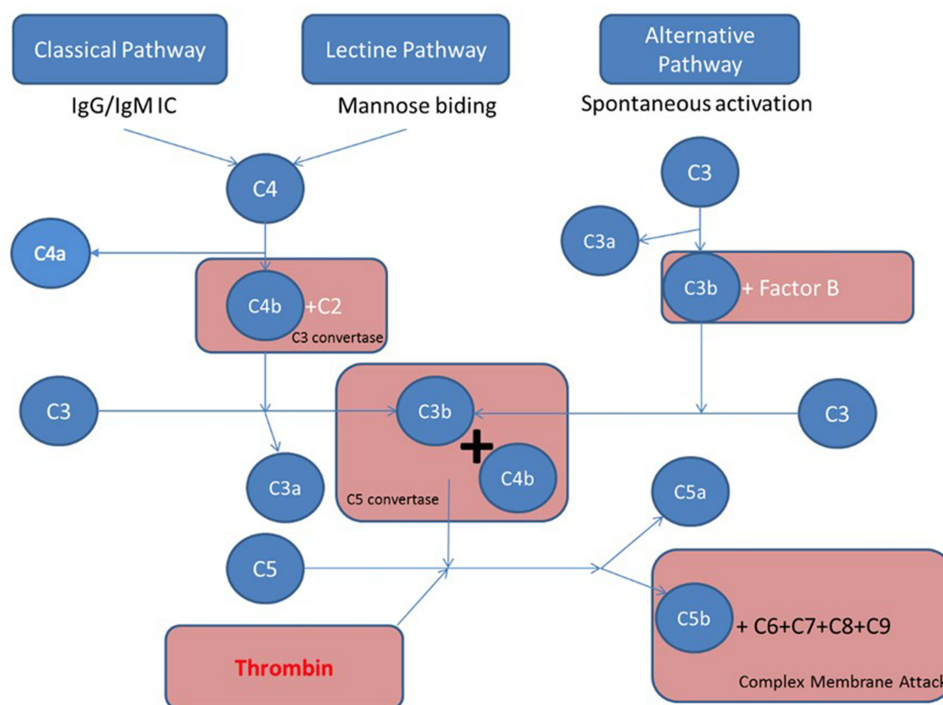 Classical Pathway
Lectine Pathway
Alternative
Pathway
IgG/IgM IC
Mannose biding
Spontaneous activation
C4
C3
C4a
C3a
C4b +C2
C3 convertase
C3b + Factor B
C3
C3b
C3
+
C4b
C3a
C5 convertase
C5a
C5
C5b + C6+C7+C8+C9
Thrombin
Complex Membrane Attack